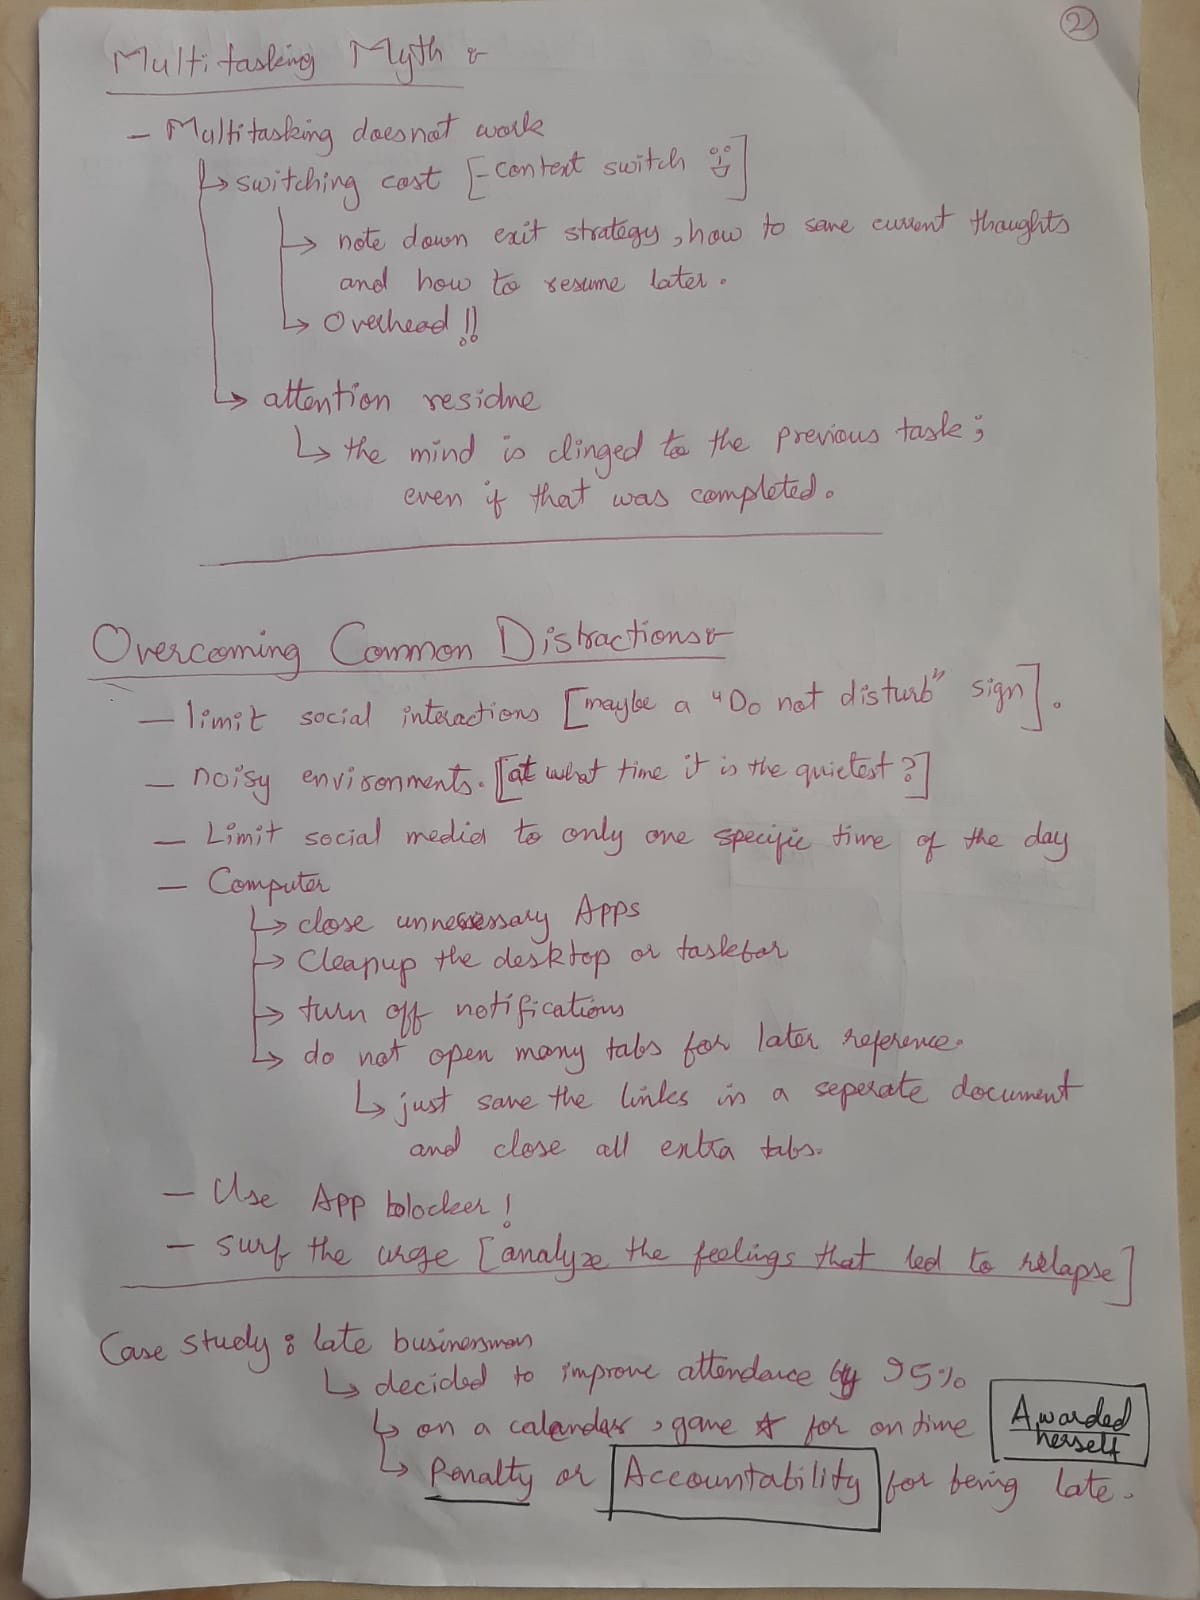 2
Multitasking Myth :-
- Multitasking doesnot work
↳ switching cost [-context switch]
→ note down exit strategy, how to save current thoughts
and how to resume later.
↳ Overhead !!
↳ attention residue
↳ the mind is clinged to the previous task;
even if that was completed.
Overcoming Common Distractions:-
- limit social interactions [maybe a "Do not disturb" sign].
- noisy environments. [at what time it is the quietest?]
- Limit social media to only one specific time of the day
- Computer
↳ close unnecessary Apps
→ Cleanup the desktop or taskbar
→ turn off notifications
↳ do not open many tabs for later reference.
↳ just save the links in a seperate document
and close all extra tabs.
- Use App blocker!
- surf the urge [analyze the feelings that led to relapse]
Case study : late businessman
↳ decided to improve attendance by 95%
↳ on a calendar, gave ☆ for on time
Awarded
herself
↳ Penalty or Accountability for being late.